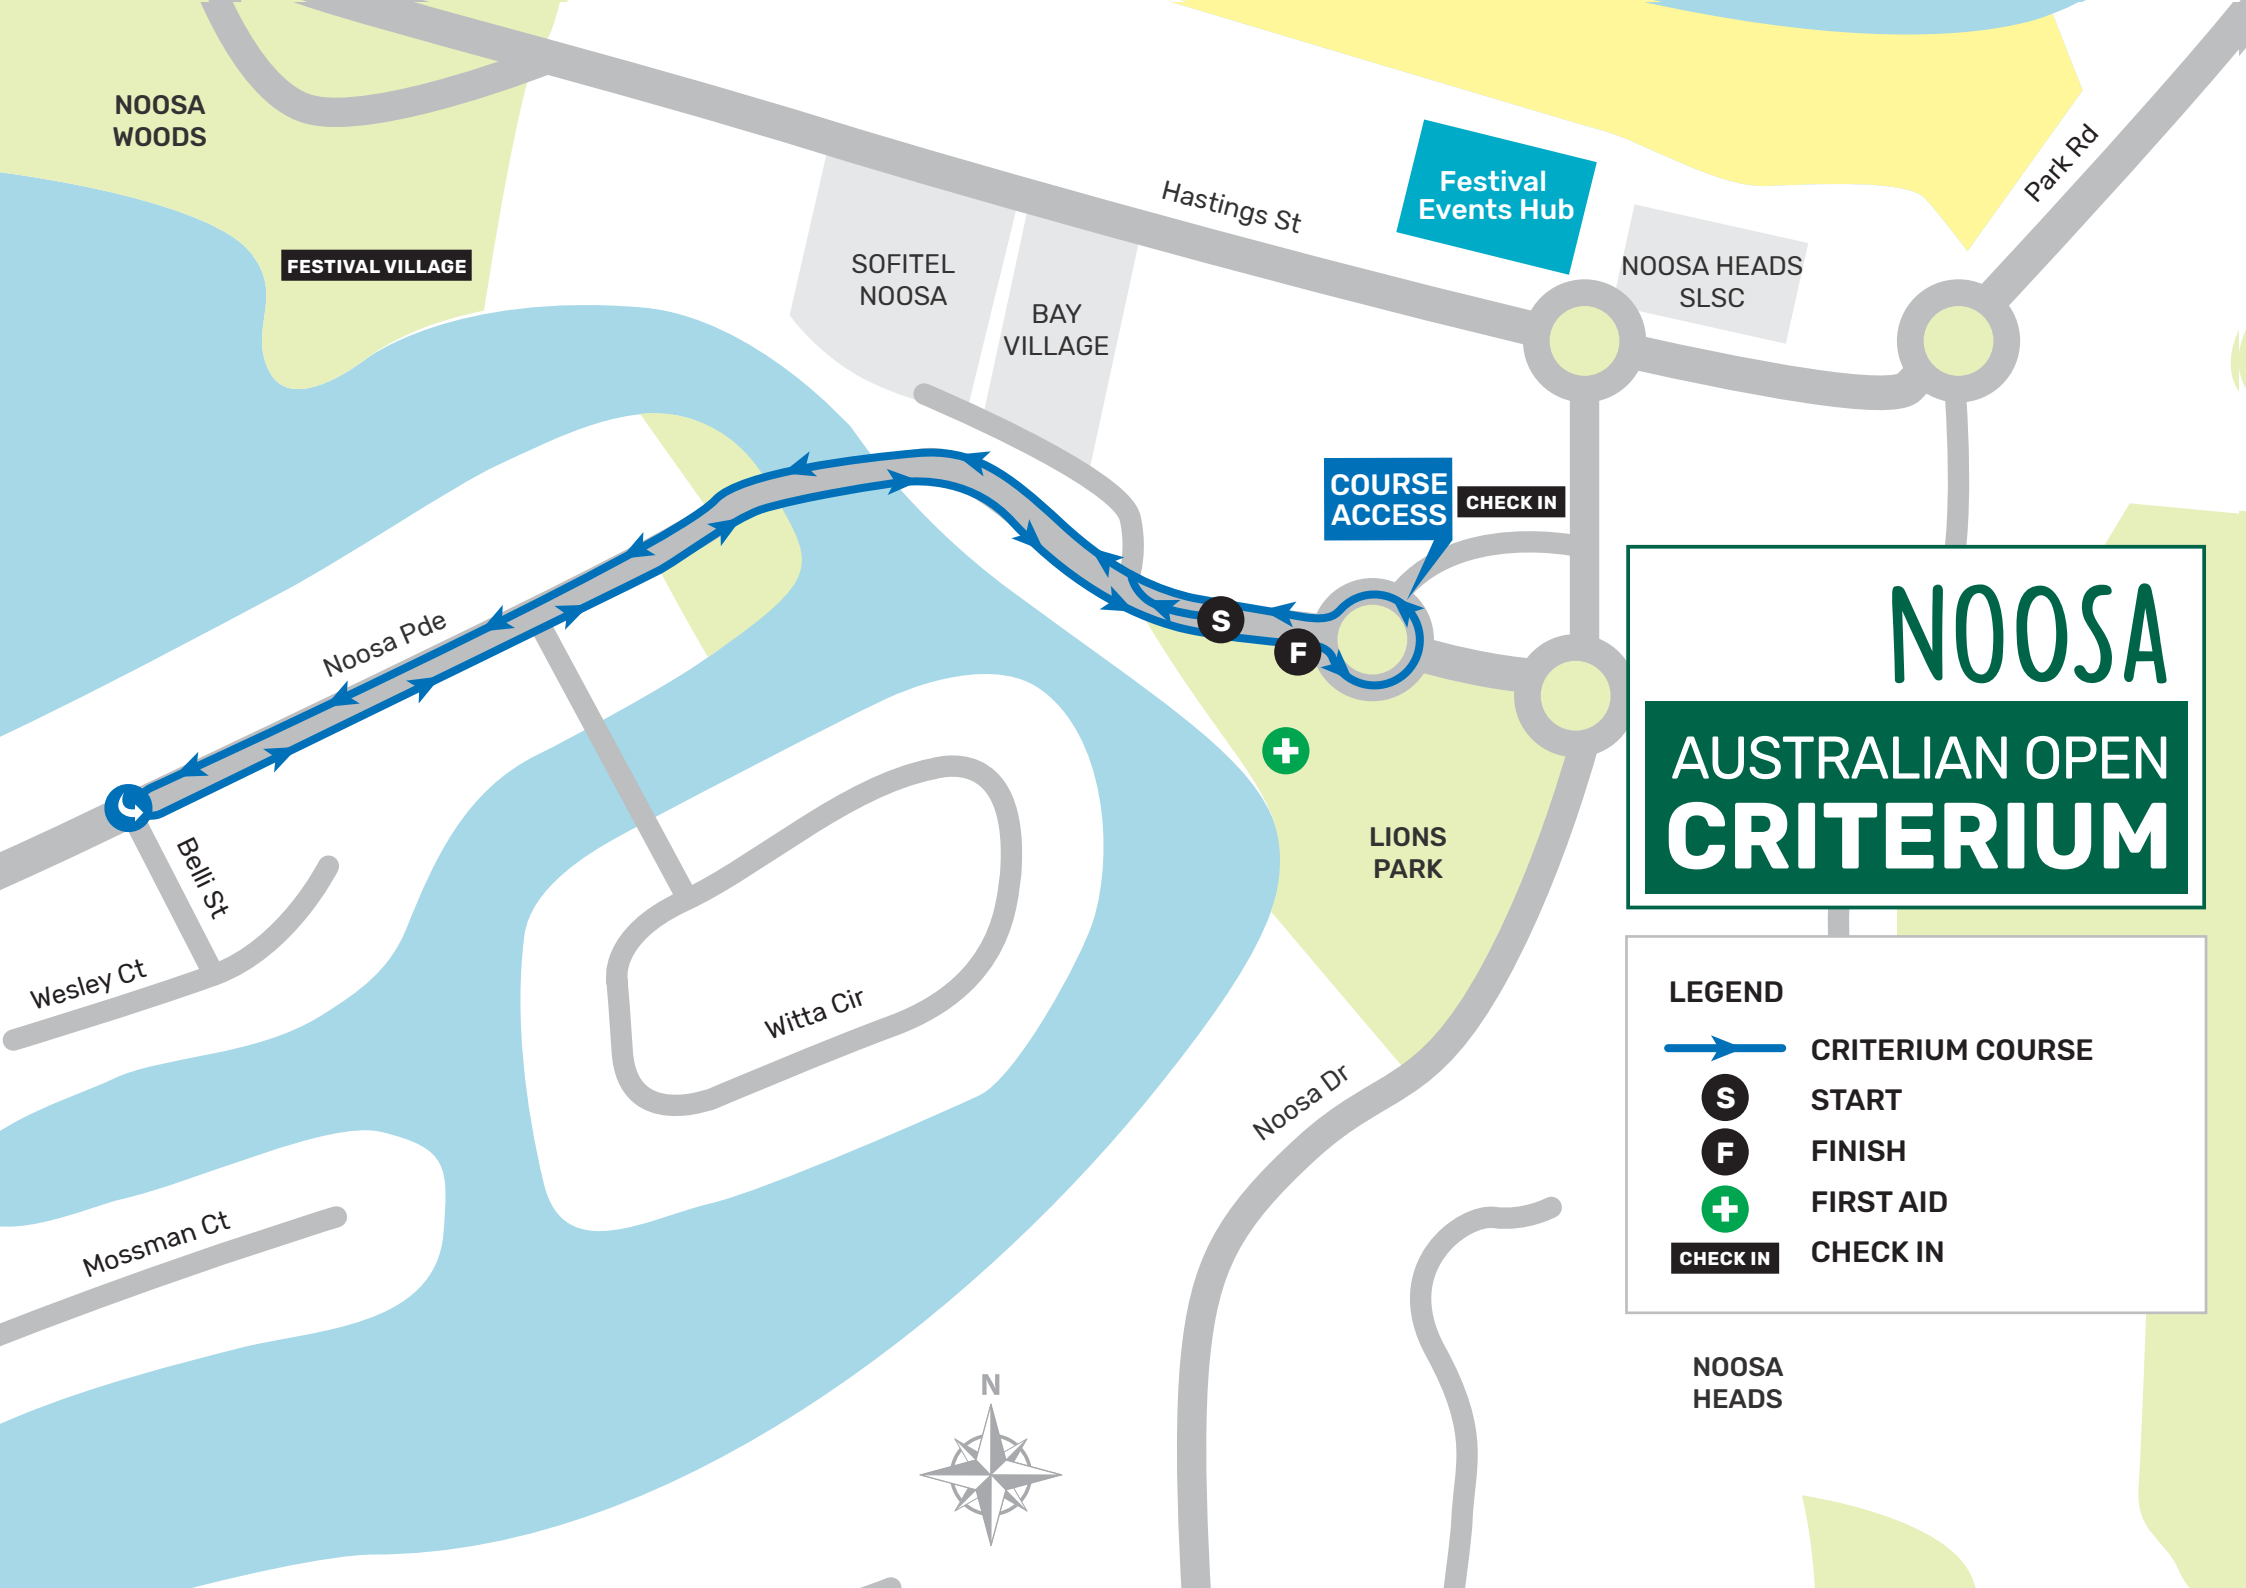 NOOSA
WOODS
FESTIVAL VILLAGE
SOFITEL
NOOSA
BAY
VILLAGE
Hastings St
Festival
Events Hub
NOOSA HEADS
SLSC
Park Rd
COURSE
ACCESS
CHECK IN
S
F
Noosa Pde
Belli St
Wesley Ct
Witta Cir
Mossman Ct
LIONS
PARK
Noosa Dr
N
NOOSA
AUSTRALIAN OPEN
CRITERIUM
LEGEND
CRITERIUM COURSE
S START
F FINISH
FIRST AID
CHECK IN CHECK IN
NOOSA
HEADS